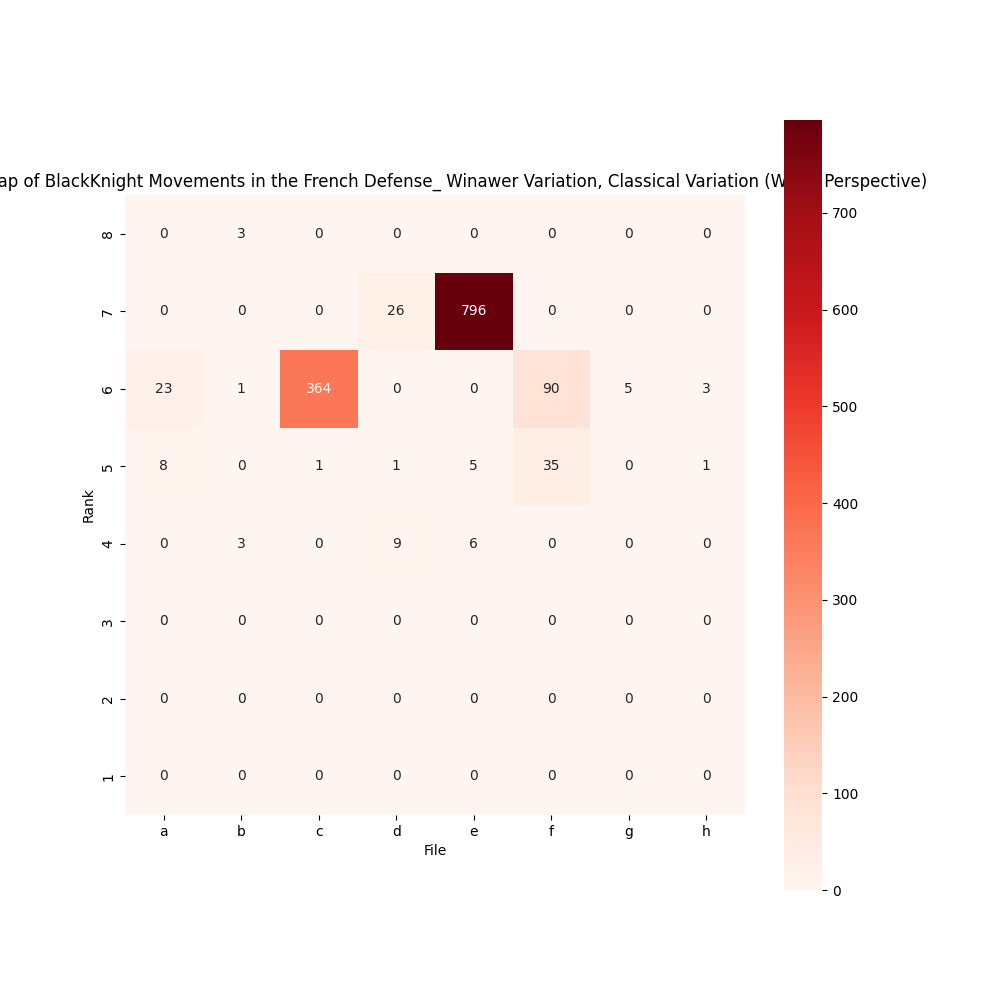 ap of BlackKnight Movements in the French Defense_ Winawer Variation, Classical Variation (W Perspective)
8 0 3 0 0 0 0 0 0
7 0 0 0 26 796 0 0 0
6 23 1 364 0 0 90 5 3
5 8 0 1 1 5 35 0 1
4 0 3 0 9 6 0 0 0
3 0 0 0 0 0 0 0 0
2 0 0 0 0 0 0 0 0
1 0 0 0 0 0 0 0 0
a b c d e f g h
File
Rank
700
600
500
400
300
200
100
0